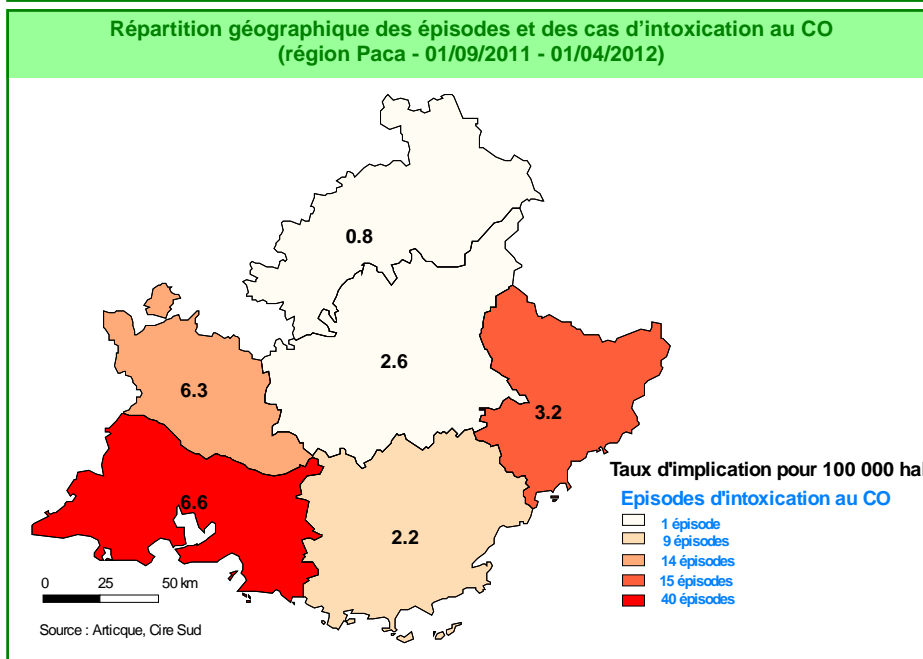 Répartition géographique des épisodes et des cas d'intoxication au CO
(région Paca - 01/09/2011 - 01/04/2012)
0.8
2.6
6.3
3.2
6.6
2.2
Taux d'implication pour 100 000 hal
Episodes d'intoxication au CO
1 épisode
9 épisodes
14 épisodes
15 épisodes
40 épisodes
0 25 50 km
Source : Articque, Cire Sud